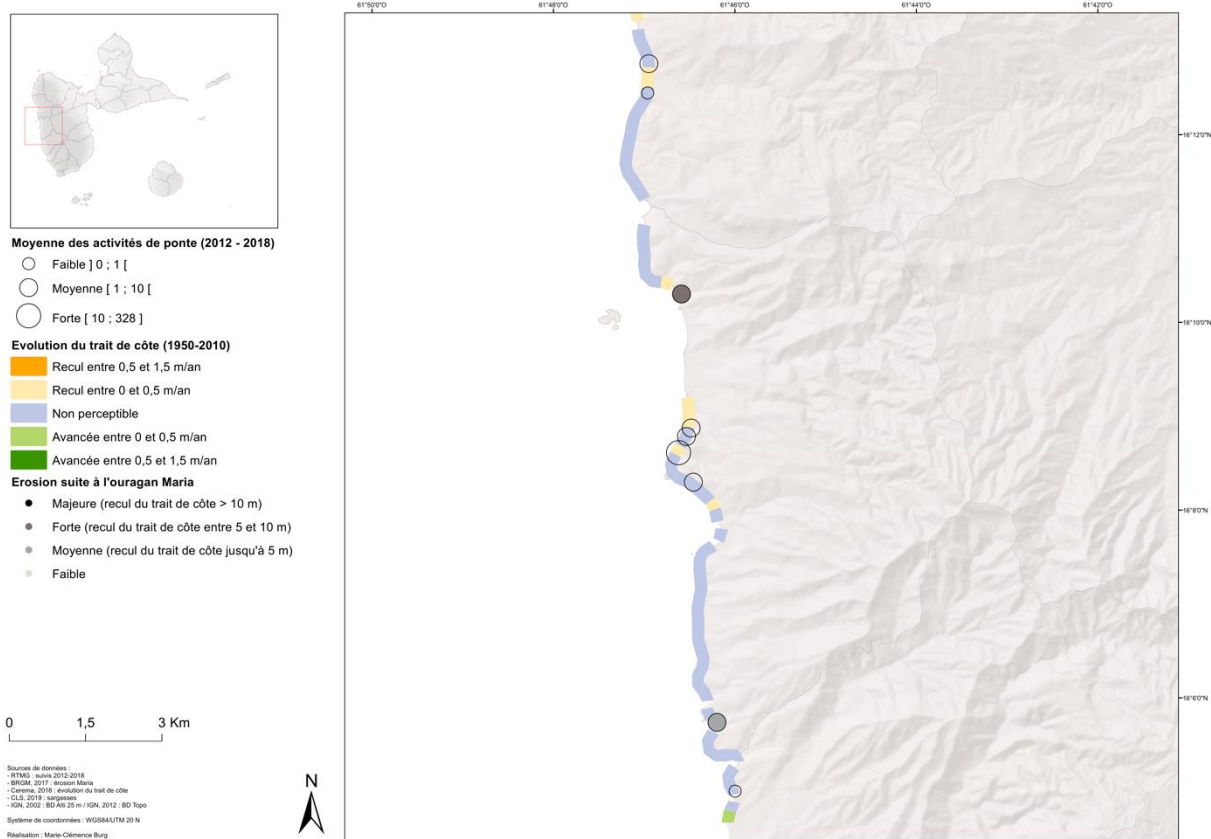 61°50'0"O 61°48'0"O 61°46'0"O 61°44'0"O 61°42'0"O
16°12'0"N
16°10'0"N
16°8'0"N
16°6'0"N
Moyenne des activités de ponte (2012 - 2018)
Faible ] 0 ; 1 [
Moyenne [ 1 ; 10 [
Forte [ 10 ; 328 ]
Evolution du trait de côte (1950-2010)
Recul entre 0,5 et 1,5 m/an
Recul entre 0 et 0,5 m/an
Non perceptible
Avancée entre 0 et 0,5 m/an
Avancée entre 0,5 et 1,5 m/an
Erosion suite à l'ouragan Maria
Majeure (recul du trait de côte > 10 m)
Forte (recul du trait de côte entre 5 et 10 m)
Moyenne (recul du trait de côte jusqu'à 5 m)
Faible
0 1,5 3 Km
Sources de données :
- RTMG : suivis 2012-2018
- BRGM, 2017 : érosion Maria
- Cerema, 2018 : évolution du trait de côte
- CLS, 2019 : sargasses
- IGN, 2002 : BD Alti 25 m / IGN, 2012 : BD Topo
Système de coordonnées : WGS84/UTM 20 N
Réalisation : Marie-Clémence Burg
N